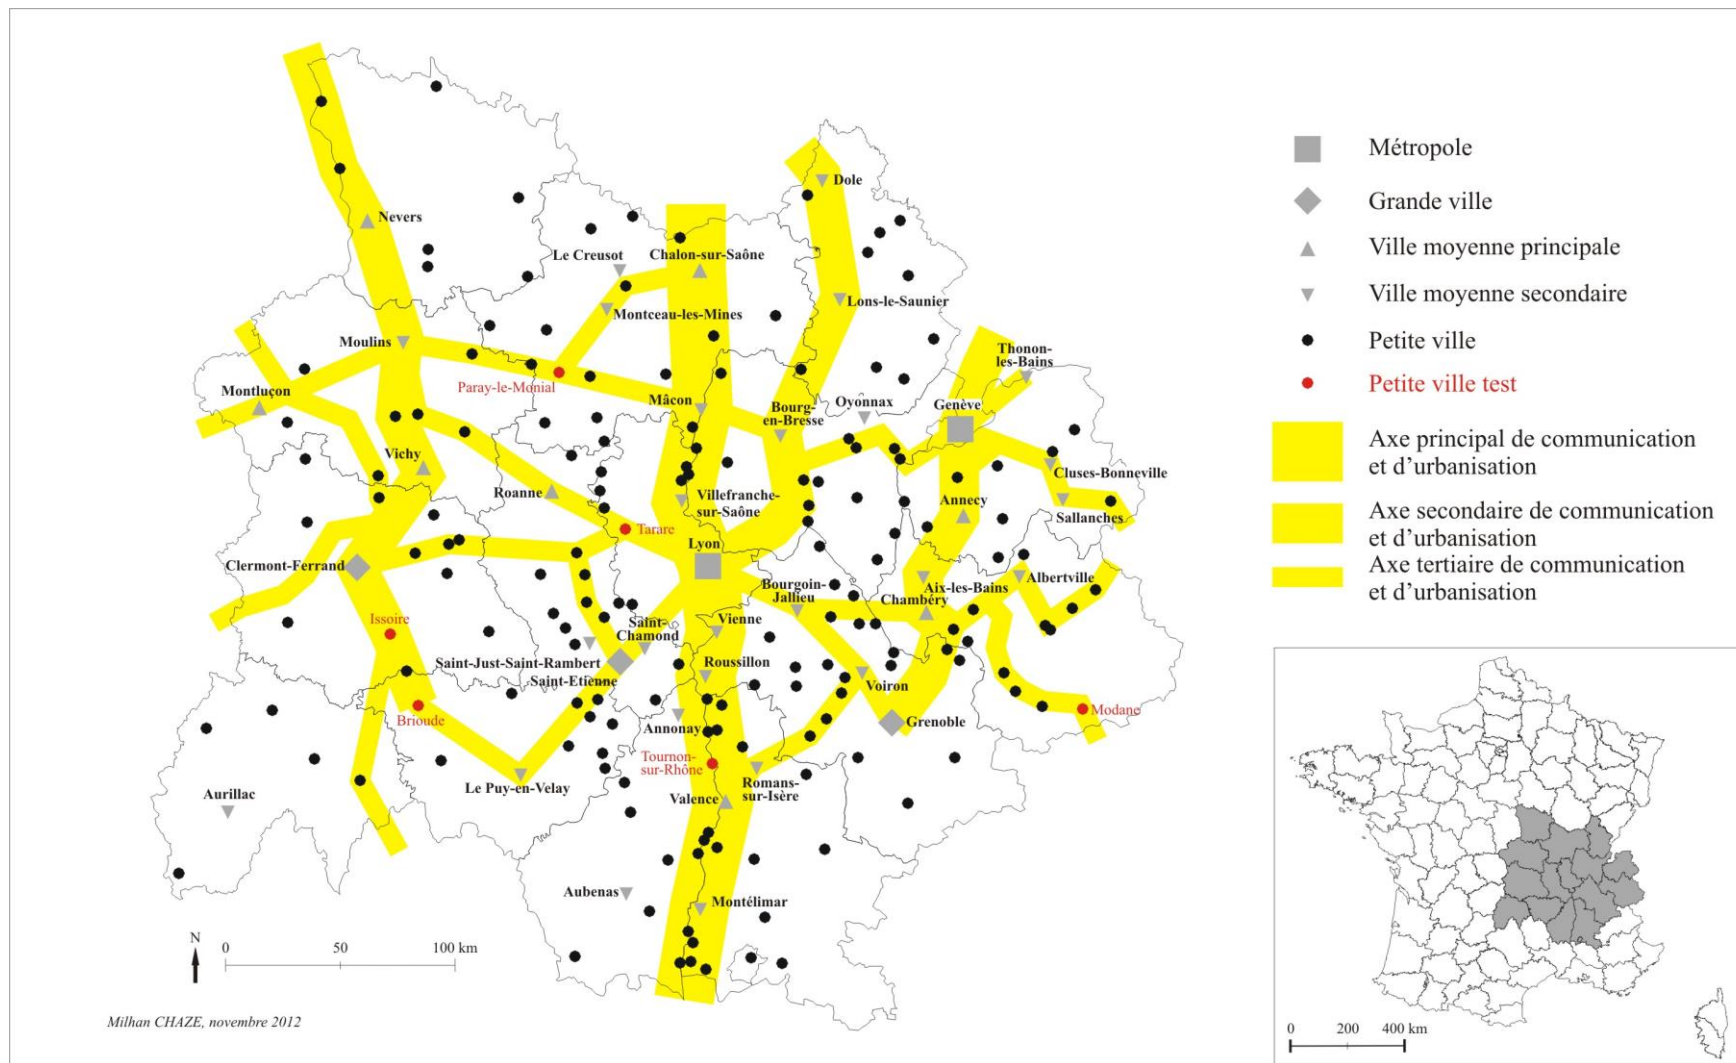 Nevers
Dole
Le Creusot
Chalon-sur-Saône
Lons-le-Saunier
Montceau-les-Mines
Moulins
Thonon-
les-Bains
Paray-le-Monial
Montluçon
Mâcon
Bourg-
en-Bresse
Oyonnax
Genève
Vichy
Cluses-Bonneville
Roanne
Villefranche-
sur-Saône
Annecy
Sallanches
Tarare
Lyon
Clermont-Ferrand
Bourgoin-
Jallieu
Aix-les-Bains
Albertville
Chambéry
Issoire
Saint-
Chamond
Vienne
Saint-Just-Saint-Rambert
Roussillon
Saint-Etienne
Voiron
Brioude
Annonay
Grenoble
Modane
Tournon-
sur-Rhône
Romans-
sur-Isère
Le Puy-en-Velay
Aurillac
Valence
Aubenas
Montélimar
N
0 50 100 km
Milhan CHAZE, novembre 2012
Métropole
Grande ville
Ville moyenne principale
Ville moyenne secondaire
Petite ville
Petite ville test
Axe principal de communication
et d'urbanisation
Axe secondaire de communication
et d'urbanisation
Axe tertiaire de communication
et d'urbanisation
0 200 400 km